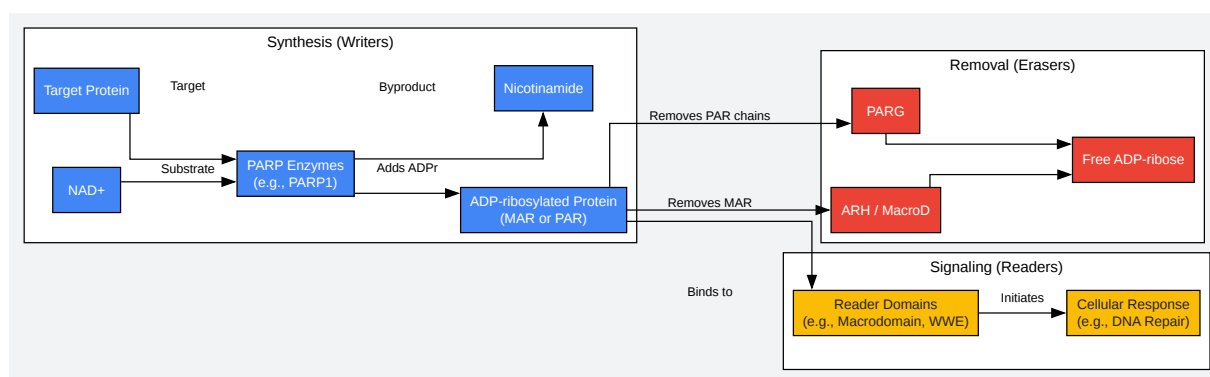 Synthesis (Writers)
Target Protein
Target
Byproduct
Nicotinamide
NAD+
Substrate
PARP Enzymes
(e.g., PARP1)
Adds ADPr
ADP-ribosylated Protein
(MAR or PAR)
Removes PAR chains
Removes MAR
Binds to
Removal (Erasers)
PARG
Free ADP-ribose
ARH / MacroD
Signaling (Readers)
Reader Domains
(e.g., Macrodomain, WWE)
Initiates
Cellular Response
(e.g., DNA Repair)